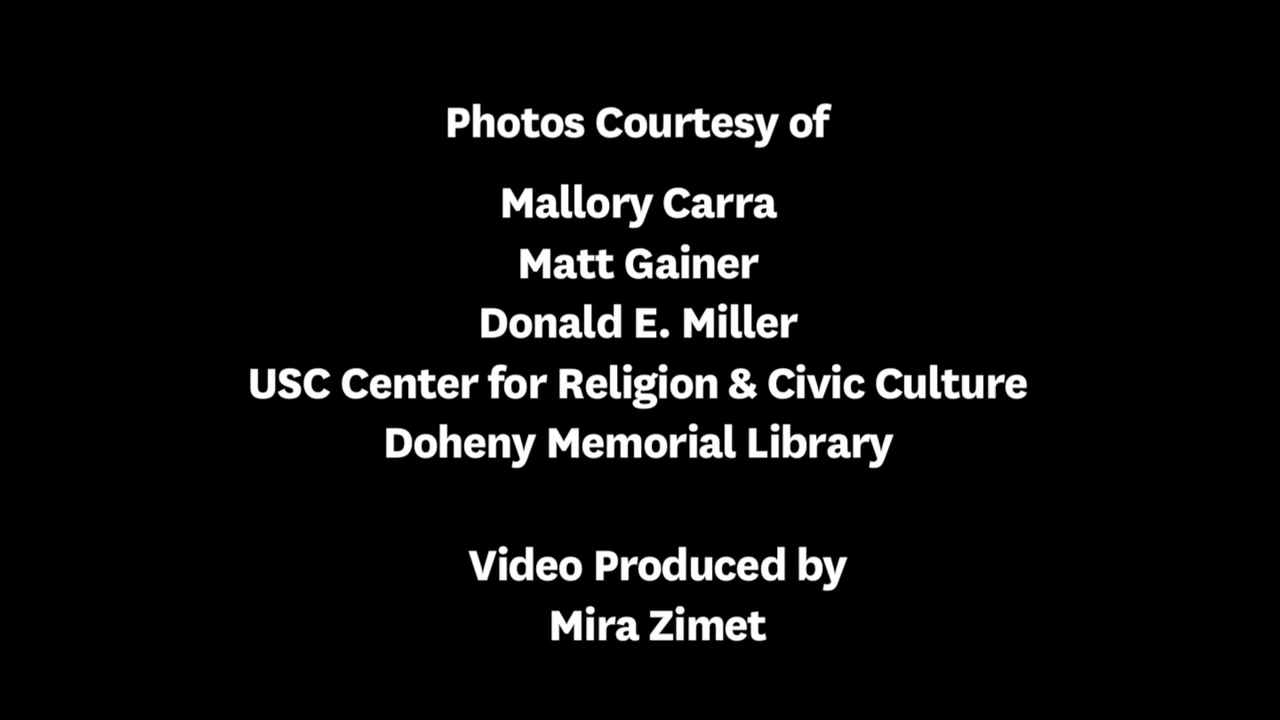 Photos Courtesy of
Mallory Carra
Matt Gainer
Donald E. Miller
USC Center for Religion & Civic Culture
Doheny Memorial Library
Video Produced by
Mira Zimet